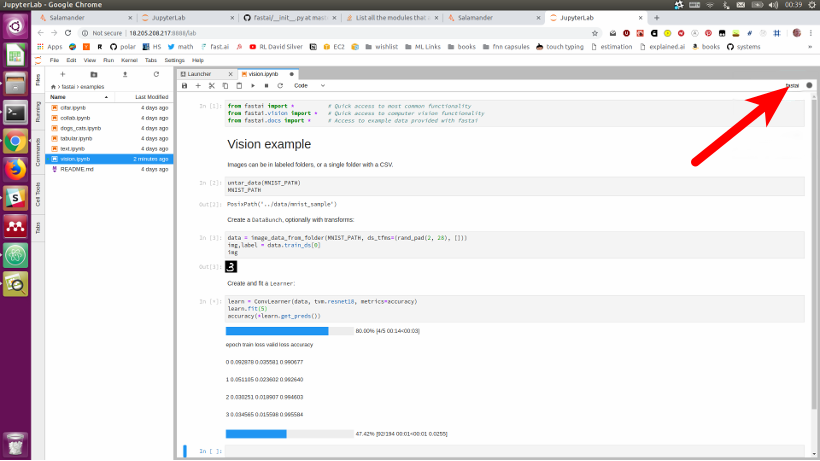 JupyterLab - Google Chrome
00:39
Salamander
JupyterLab
fastai/__init__.py at mast
List all the modules that a
Salamander
JupyterLab
Not secure | 18.205.208.217:8888/lab
Bookmarks
polar
HS
math
fast.ai
RL David Silver
EC2
wishlist
ML Links
books
fnn capsules
touch typing
estimation
explained.ai
books
systems
File Edit View Run Kernel Tabs Settings Help
Files
Running
Commands
Cell Tools
Tabs
> fastai > examples
Name
Last Modified
cifar.ipynb 4 days ago
collab.ipynb 4 days ago
dogs_cats.ipynb 4 days ago
tabular.ipynb 4 days ago
text.ipynb 4 days ago
vision.ipynb 2 minutes ago
README.md 4 days ago
Launcher
vision.ipynb
Code
fastai
In [1]: from fastai import * # Quick access to most common functionality
from fastai.vision import * # Quick access to computer vision functionality
from fastai.docs import * # Access to example data provided with fastai
Vision example
Images can be in labeled folders, or a single folder with a CSV.
untar_data(MNIST_PATH)
MNIST_PATH
PosixPath('../data/mnist_sample')
Create a DataBunch, optionally with transforms:
In [3]: data = image_data_from_folder(MNIST_PATH, ds_tfms=(rand_pad(2, 28), []))
img,label = data.train_ds[0]
img
Out[3]:
3
Create and fit a Learner:
In [*]: learn = ConvLearner(data, tvm.resnet18, metrics=accuracy)
learn.fit(5)
accuracy(*learn.get_preds())
80.00% [4/5 00:14<00:03]
epoch train loss valid loss accuracy
0 0.092878 0.035581 0.990677
1 0.051105 0.023602 0.992640
2 0.030251 0.018907 0.994603
3 0.034565 0.015598 0.995584
47.42% [92/194 00:01<00:01 0.0255]
In [ ]: